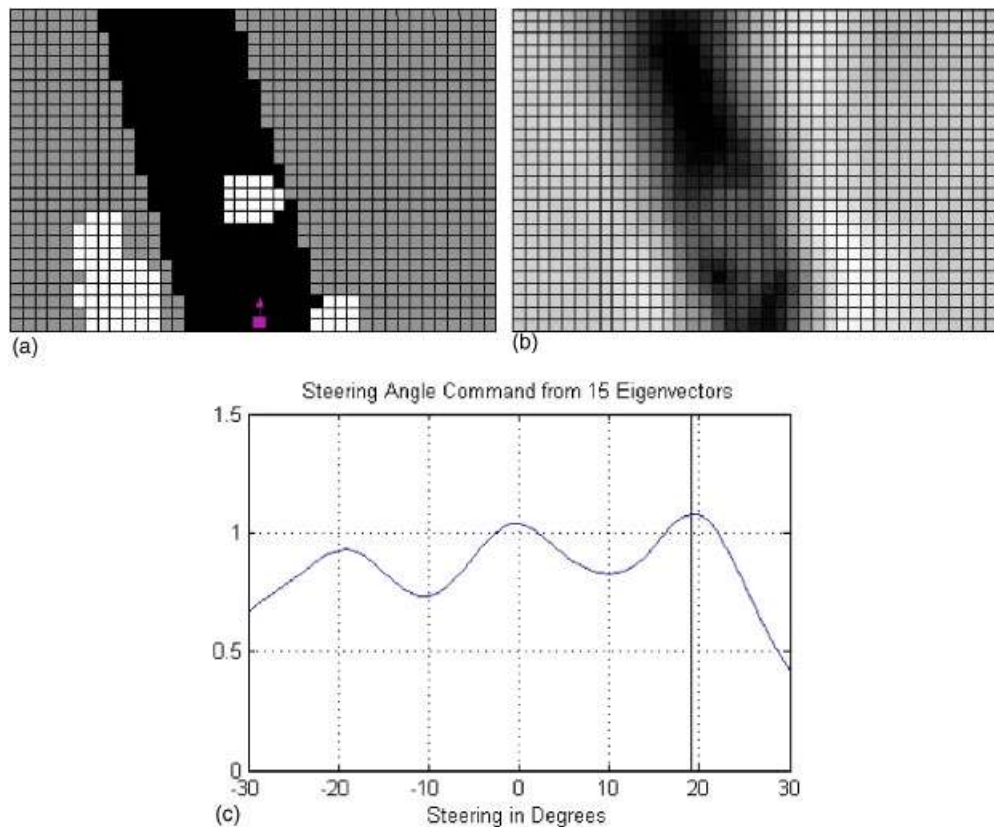 (a)
(b)
Steering Angle Command from 15 Eigenvectors
1.5
1
0.5
0
-30
-20
-10
0
10
20
30
(c)
Steering in Degrees